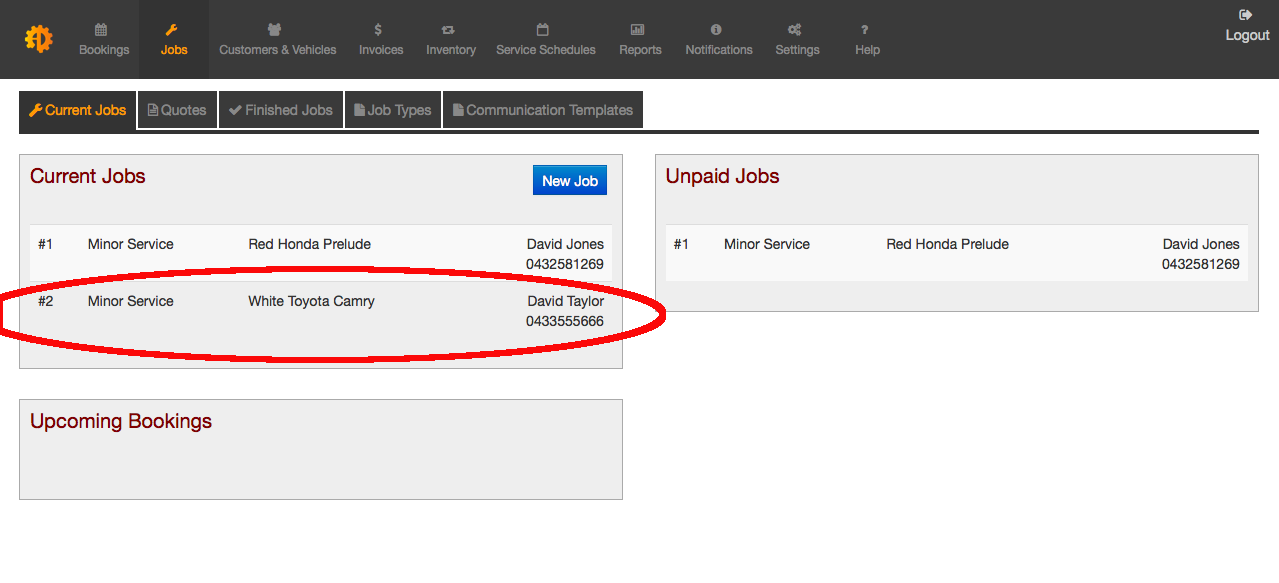 Logout
Bookings Jobs Customers & Vehicles Invoices Inventory Service Schedules Reports Notifications Settings ? Help
Current Jobs Quotes Finished Jobs Job Types Communication Templates
Current Jobs
New Job
#1 Minor Service Red Honda Prelude David Jones
0432581269
#2 Minor Service White Toyota Camry David Taylor
0433555666
Unpaid Jobs
#1 Minor Service Red Honda Prelude David Jones
0432581269
Upcoming Bookings